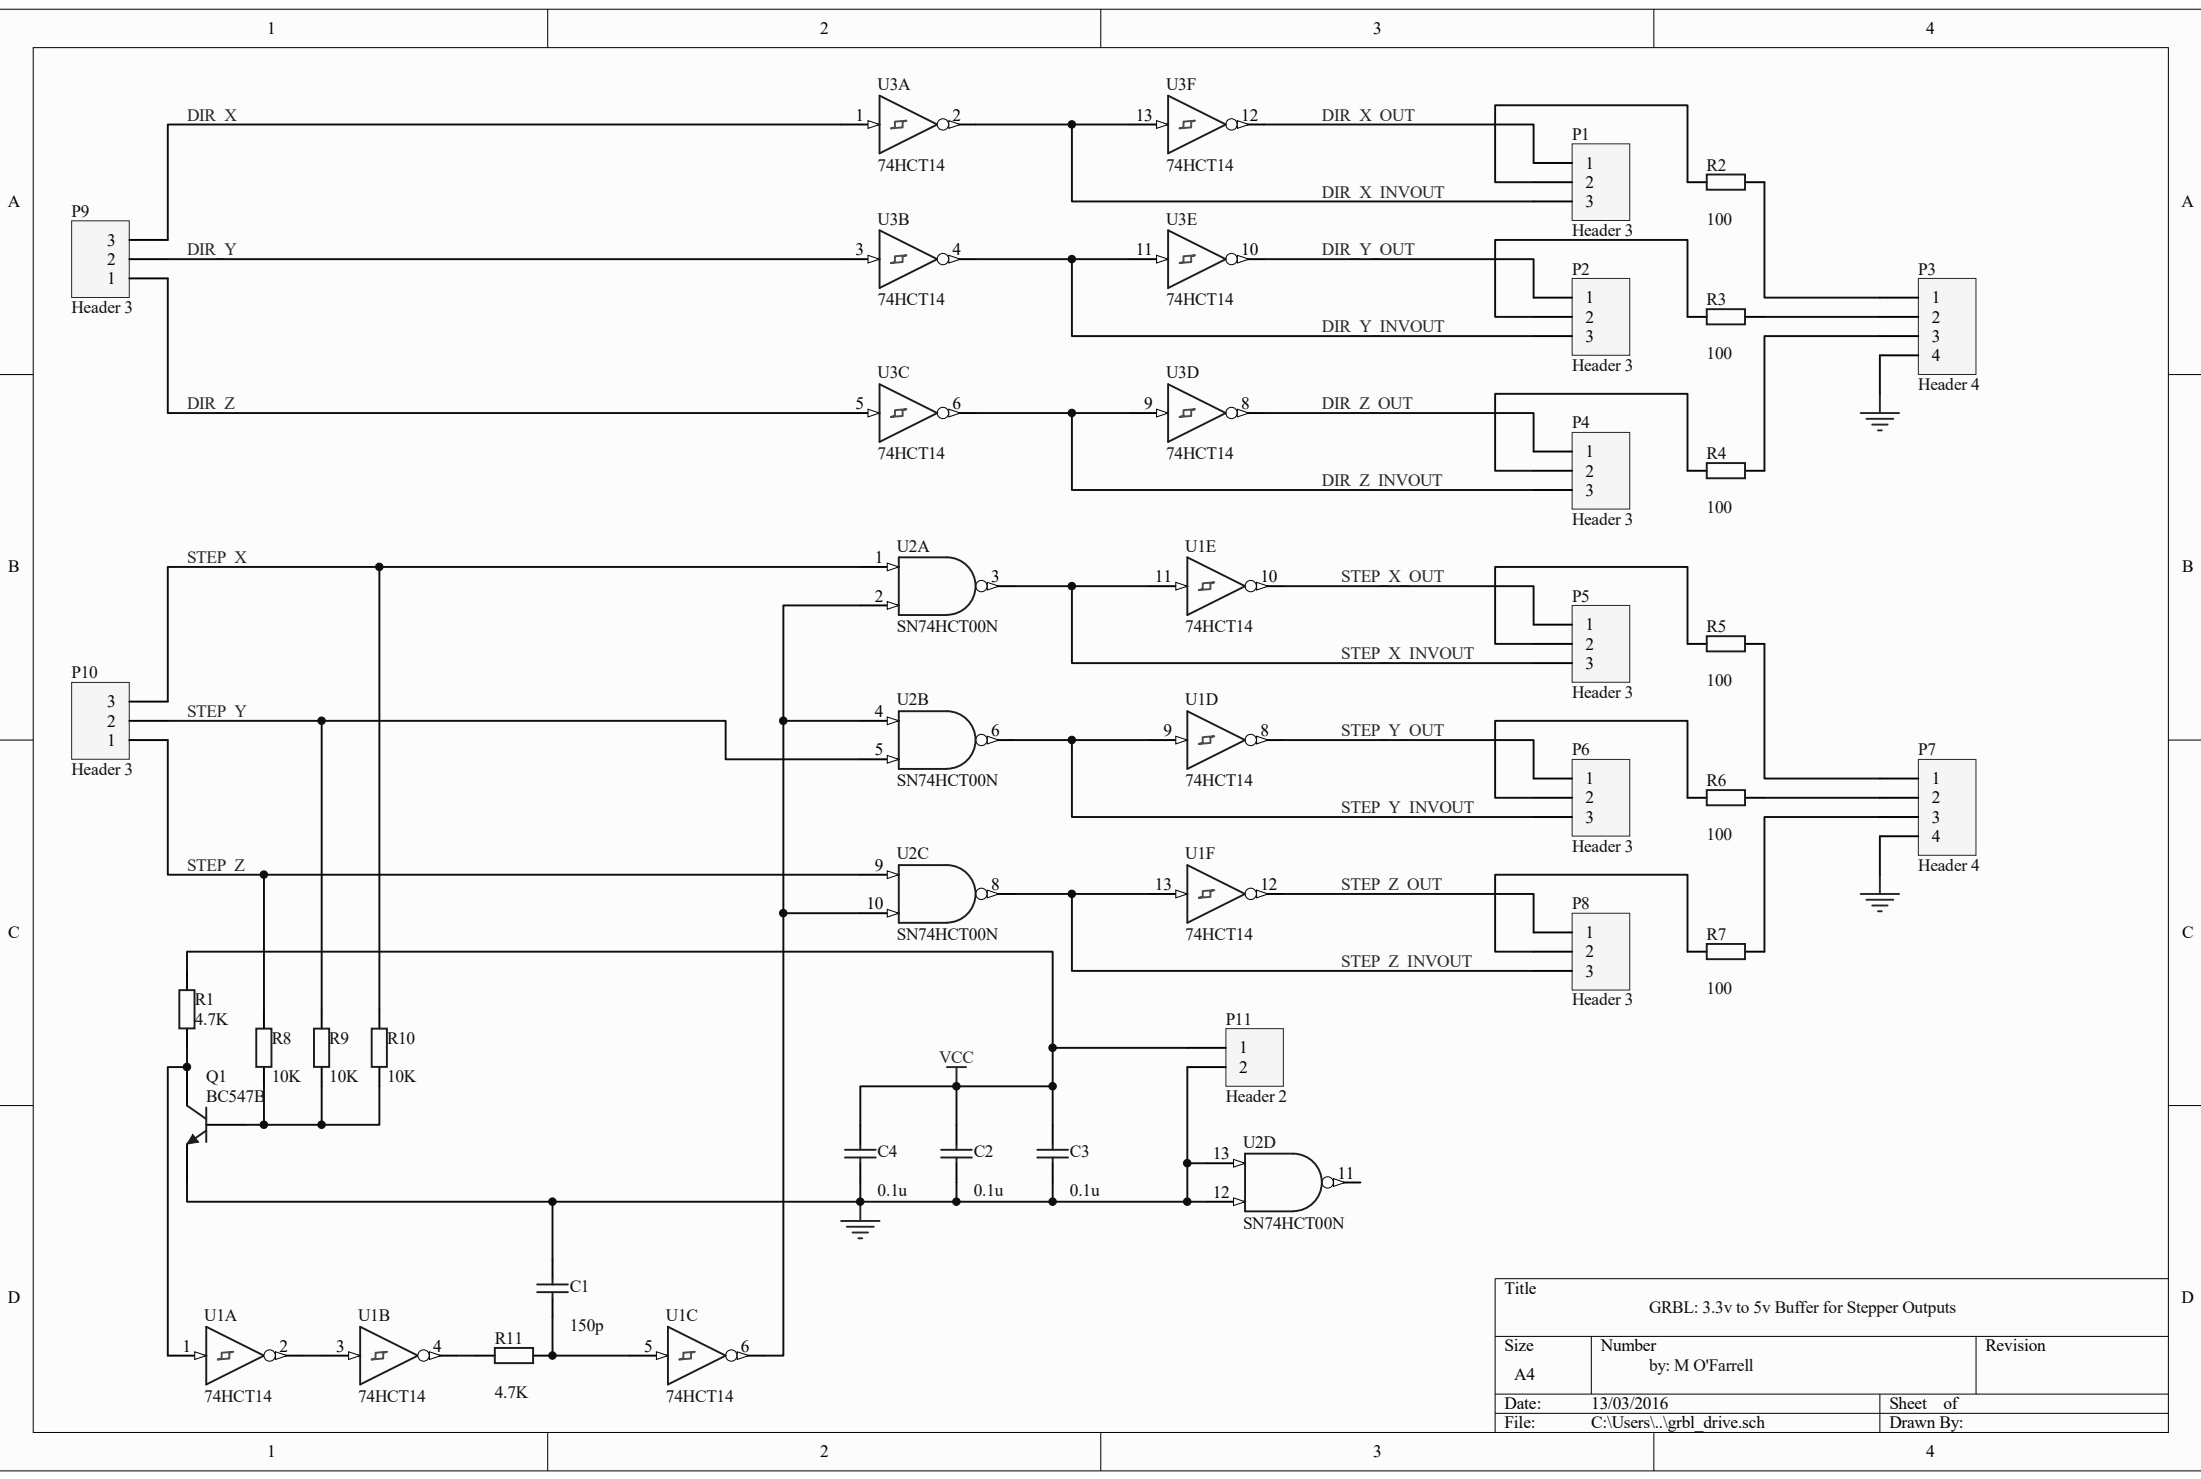 1 2 3 4
U3A U3F
DIR_X 1 2 13 12 DIR_X_OUT
P1
74HCT14 74HCT14 1
2 R2
DIR_X_INVOUT 3
A A
P9 U3B U3E 100
Header 3
3
DIR_Y 3 4 11 10 DIR_Y_OUT
2
1 P2 P3
Header 3 74HCT14 74HCT14 1 R3 1
2 2
DIR_Y_INVOUT 3 3
100 4
Header 3
U3C U3D Header 4
DIR_Z 5 6 9 8 DIR_Z_OUT
P4
74HCT14 74HCT14 1 R4
2
DIR_Z_INVOUT 3
100
Header 3
U2A U1E
B B
STEP_X 1 3 11 10 STEP_X_OUT
2 P5
SN74HCT00N 74HCT14 1 R5
2
STEP_X_INVOUT 3
P10 100
Header 3
3 U2B U1D
STEP_Y 4
2
1 5 6 9 8 STEP_Y_OUT
P6 P7
Header 3 SN74HCT00N 74HCT14 1 R6 1
2 2
STEP_Y_INVOUT 3 3
100 4
Header 3
U2C U1F Header 4
STEP_Z 9
10 8 13 12 STEP_Z_OUT
P8
C SN74HCT00N 74HCT14 1 R7 C
2
STEP_Z_INVOUT 3
100
R1 Header 3
4.7K
P11
R8 R9 R10 1
VCC 2
Q1 10K 10K 10K
BC547B Header 2
U2D
C4 C2 C3 13
11
0.1u 0.1u 0.1u 12
SN74HCT00N
C1
D D
Title
GRBL: 3.3v to 5v Buffer for Stepper Outputs
U1A U1B 150p U1C
1 2 3 4 R11 5 6
Size Number Revision
A4 by: M O'Farrell
74HCT14 74HCT14 4.7K 74HCT14
Date: 13/03/2016 Sheet of
File: C:\Users\..\grbl_drive.sch Drawn By:
1 2 3 4